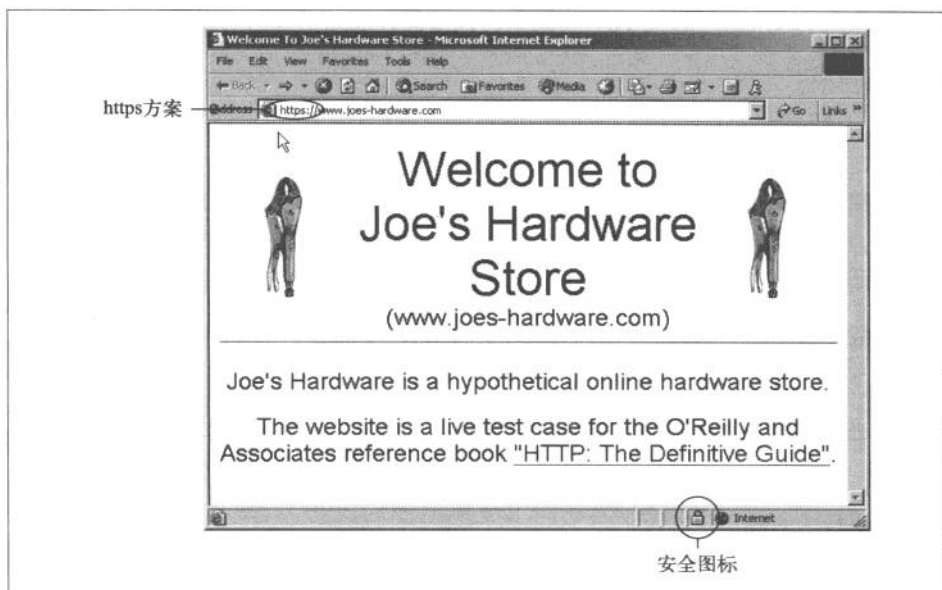 Welcome To Joe's Hardware Store - Microsoft Internet Explorer
File Edit View Favorites Tools Help
Back Search Favorites Media
https方案
Address https://www.joes-hardware.com Go Links »
Welcome to
Joe's Hardware
Store
(www.joes-hardware.com)
Joe's Hardware is a hypothetical online hardware store.
The website is a live test case for the O'Reilly and
Associates reference book "HTTP: The Definitive Guide".
Internet
安全图标